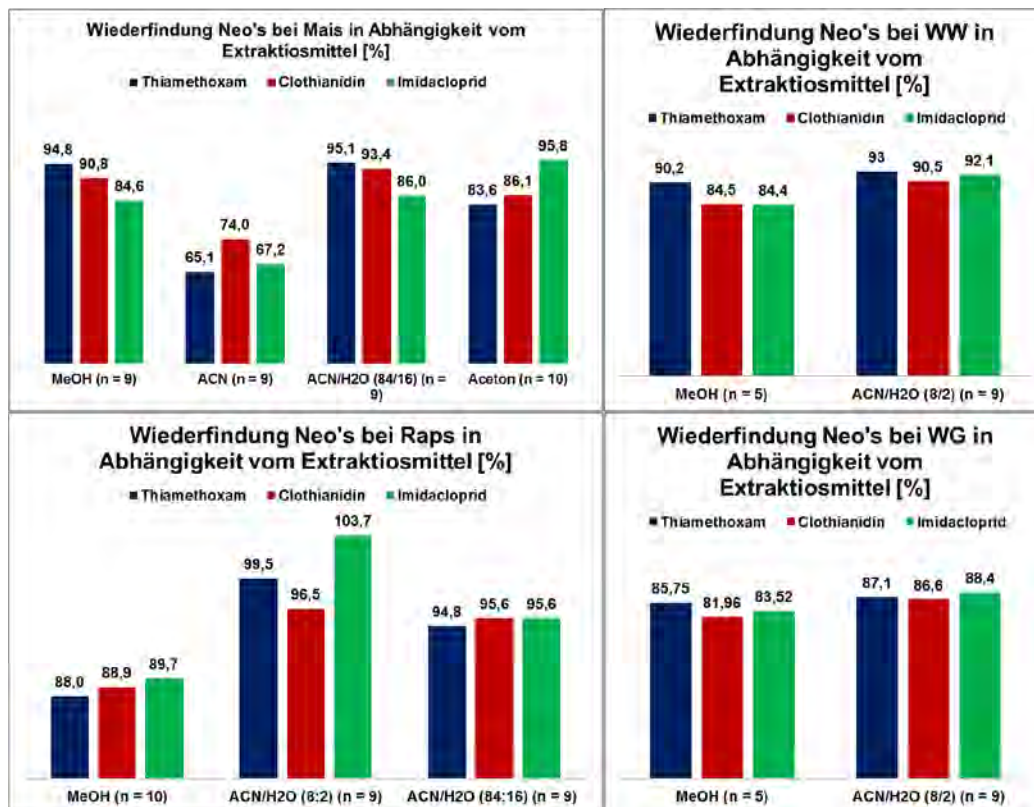 Wiederfindung Neo's bei Mais in Abhängigkeit vom
Extraktiosmittel [%]
Thiamethoxam Clothianidin Imidacloprid
94,8 90,8 84,6
65,1 74,0 67,2
95,1 93,4 86,0
83,6 86,1 95,8
MeOH (n = 9) ACN (n = 9) ACN/H2O (84/16) (n = Aceton (n = 10)
9)
Wiederfindung Neo's bei WW in
Abhängigkeit vom
Extraktiosmittel [%]
Thiamethoxam Clothianidin Imidacloprid
90,2 84,5 84,4
93 90,5 92,1
MeOH (n = 5) ACN/H2O (8/2) (n = 9)
Wiederfindung Neo's bei Raps in
Abhängigkeit vom Extraktiosmittel [%]
Thiamethoxam Clothianidin Imidacloprid
88,0 88,9 89,7
99,5 96,5 103,7
94,8 95,6 95,6
MeOH (n = 10) ACN/H2O (8:2) (n = 9) ACN/H2O (84:16) (n = 9)
Wiederfindung Neo's bei WG in
Abhängigkeit vom
Extraktiosmittel [%]
Thiamethoxam Clothianidin Imidacloprid
85,75 81,96 83,52
87,1 86,6 88,4
MeOH (n = 5) ACN/H2O (8/2) (n = 9)